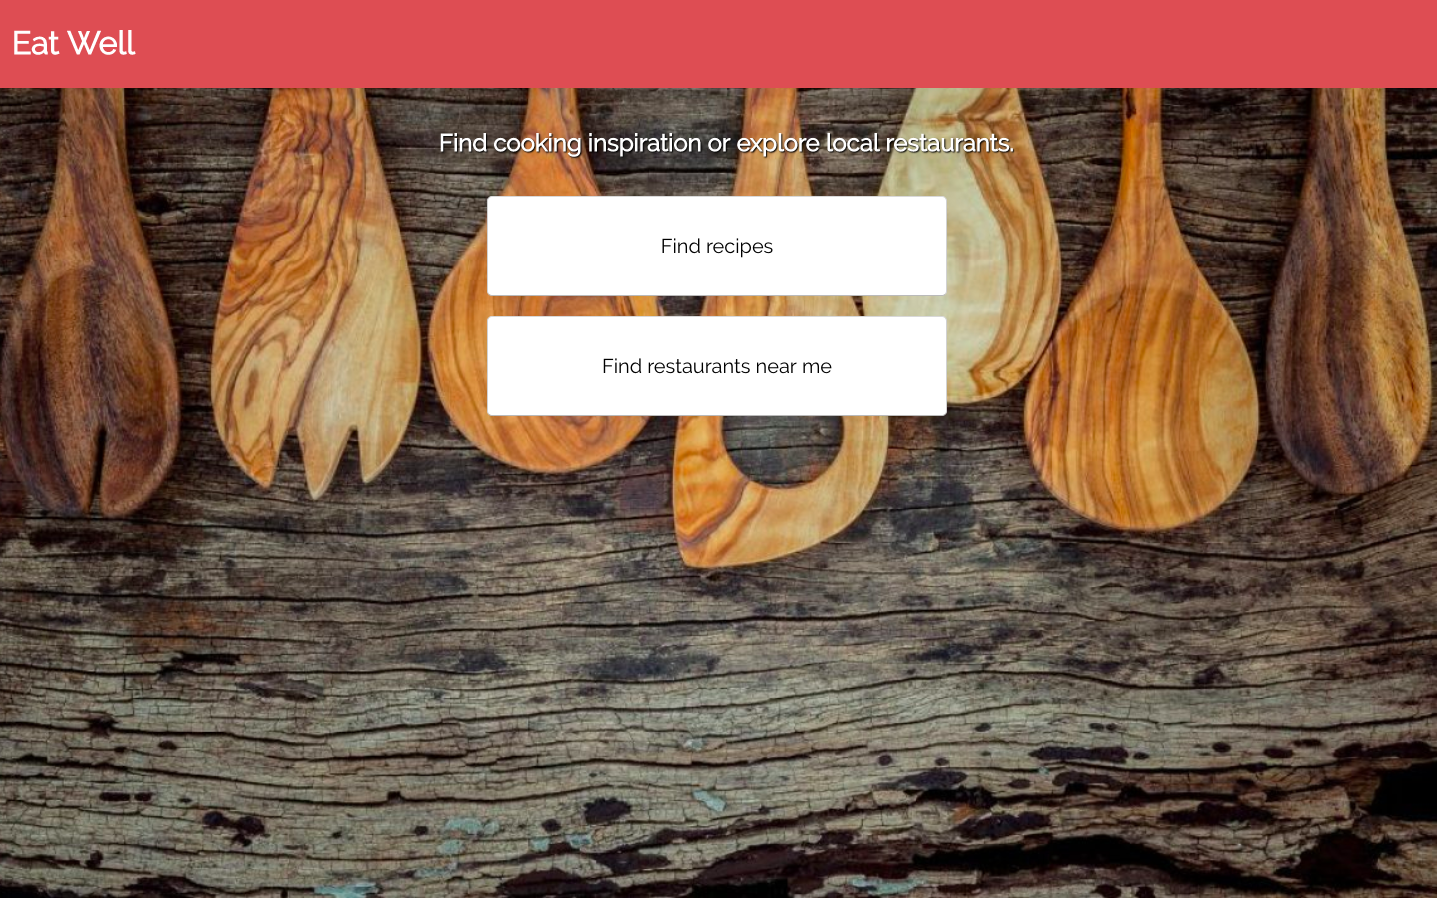 Eat Well
Find cooking inspiration or explore local restaurants.
Find recipes
Find restaurants near me